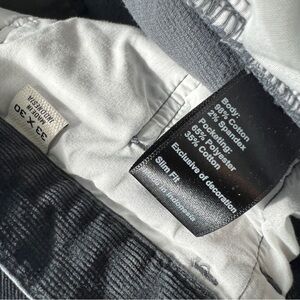 33 X 30
MADE IN
INDONESIA
Body:
98% Cotton
2% Spandex
Pocketing:
65% Polyester
35% Cotton
Exclusive of decoration
Slim Fit
Made in Indonesia